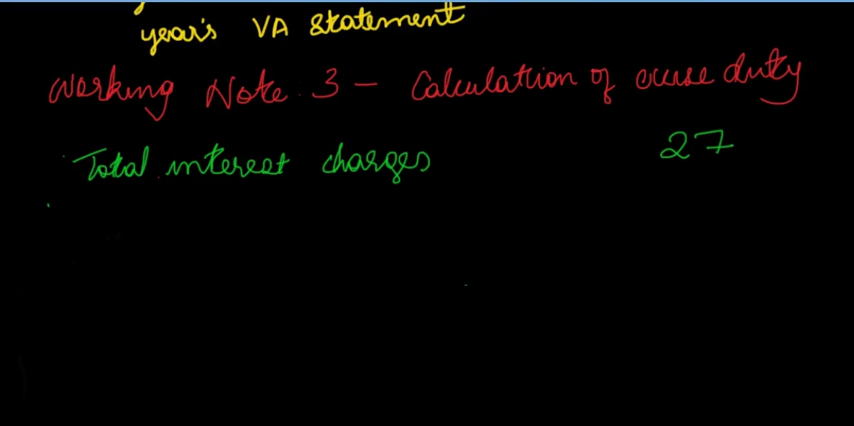 year's VA statement
Working Note 3 - Calculation of excise duty
Total interest charges 27